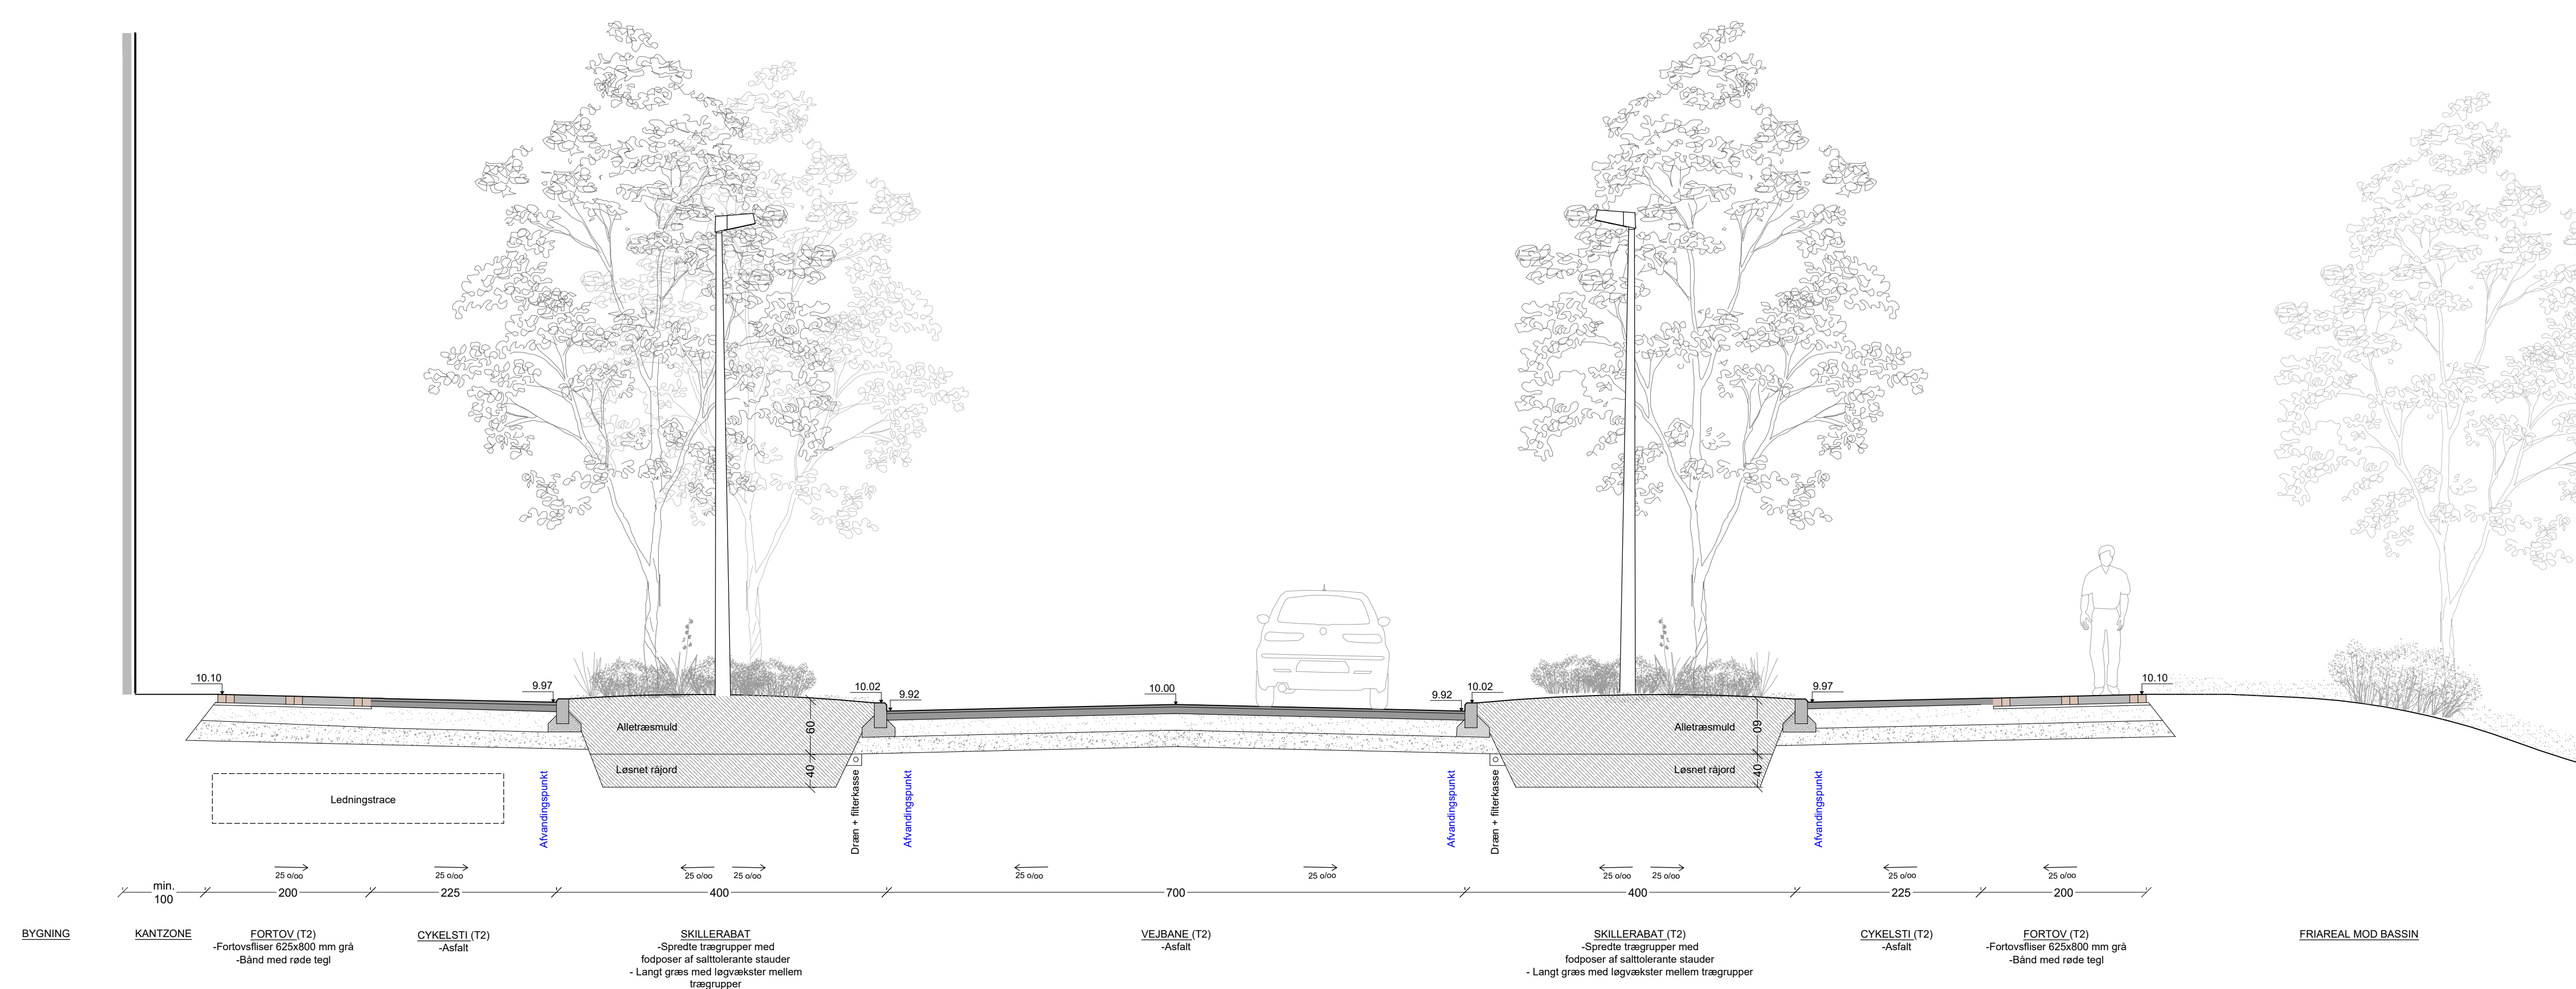 10.10
9.97
10.02
9.92
10.00
9.92
10.02
9.97
10.10
Alletræsmuld
60
Løsnet råjord
40
Alletræsmuld
60
Løsnet råjord
40
Ledningstrace
Afvandingspunkt
Dræn + filterkasse
Afvandingspunkt
Afvandingspunkt
Dræn + filterkasse
Afvandingspunkt
25 o/oo
25 o/oo
25 o/oo
25 o/oo
25 o/oo
25 o/oo
25 o/oo
25 o/oo
25 o/oo
25 o/oo
min.
100
200
225
400
700
400
225
200
BYGNING
KANTZONE
FORTOV (T2)
-Fortovsfliser 625x800 mm grå
-Bånd med røde tegl
CYKELSTI (T2)
-Asfalt
SKILLERABAT
-Spredte trægrupper med
fodposer af salttolerante stauder
- Langt græs med løgvækster mellem
trægrupper
VEJBANE (T2)
-Asfalt
SKILLERABAT (T2)
-Spredte trægrupper med
fodposer af salttolerante stauder
- Langt græs med løgvækster mellem trægrupper
CYKELSTI (T2)
-Asfalt
FORTOV (T2)
-Fortovsfliser 625x800 mm grå
-Bånd med røde tegl
FRIAREAL MOD BASSIN